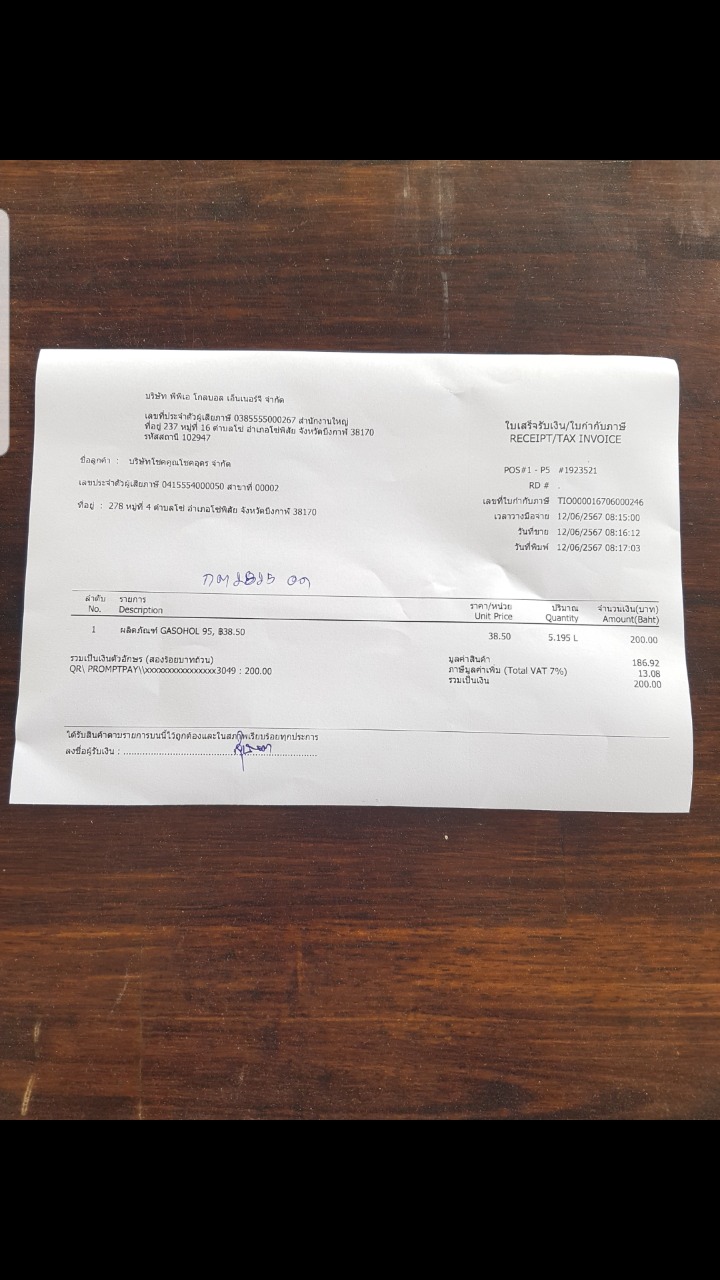 บริษัท พีพีเอ โกลบอล เอ็นเนอร์จี จำกัด
เลขที่ประจำตัวผู้เสียภาษี 0385555000267 สำนักงานใหญ่
ที่อยู่ 237 หมู่ที่ 16 ตำบลโซ่ อำเภอโซ่พิสัย จังหวัดบึงกาฬ 38170
รหัสสถานี 102947
ใบเสร็จรับเงิน/ใบกำกับภาษี
RECEIPT/TAX INVOICE
ชื่อลูกค้า : บริษัทโชคคูณโชคอุดร จำกัด
เลขประจำตัวผู้เสียภาษี 0415554000050 สาขาที่ 00002
ที่อยู่ : 278 หมู่ที่ 4 ตำบลโซ่ อำเภอโซ่พิสัย จังหวัดบึงกาฬ 38170
POS#1 - P5 #1923521
RD # .
เลขที่ใบกำกับภาษี TIO000016706000246
เวลาวางมือจ่าย 12/06/2567 08:15:00
วันที่ขาย 12/06/2567 08:16:12
วันที่พิมพ์ 12/06/2567 08:17:03
ลำดับ รายการ ราคา/หน่วย ปริมาณ จำนวนเงิน(บาท)
No. Description Unit Price Quantity Amount(Baht)
1 ผลิตภัณฑ์ GASOHOL 95, ฿38.50 38.50 5.195 L 200.00
รวมเป็นเงินตัวอักษร (สองร้อยบาทถ้วน)
QR\ PROMPTPAY\\xxxxxxxxxxxxxxxx3049 : 200.00
มูลค่าสินค้า 186.92
ภาษีมูลค่าเพิ่ม (Total VAT 7%) 13.08
รวมเป็นเงิน 200.00
ได้รับสินค้าตามรายการบนนี้ไว้ถูกต้องและในสภาพเรียบร้อยทุกประการ
ลงชื่อผู้รับเงิน :